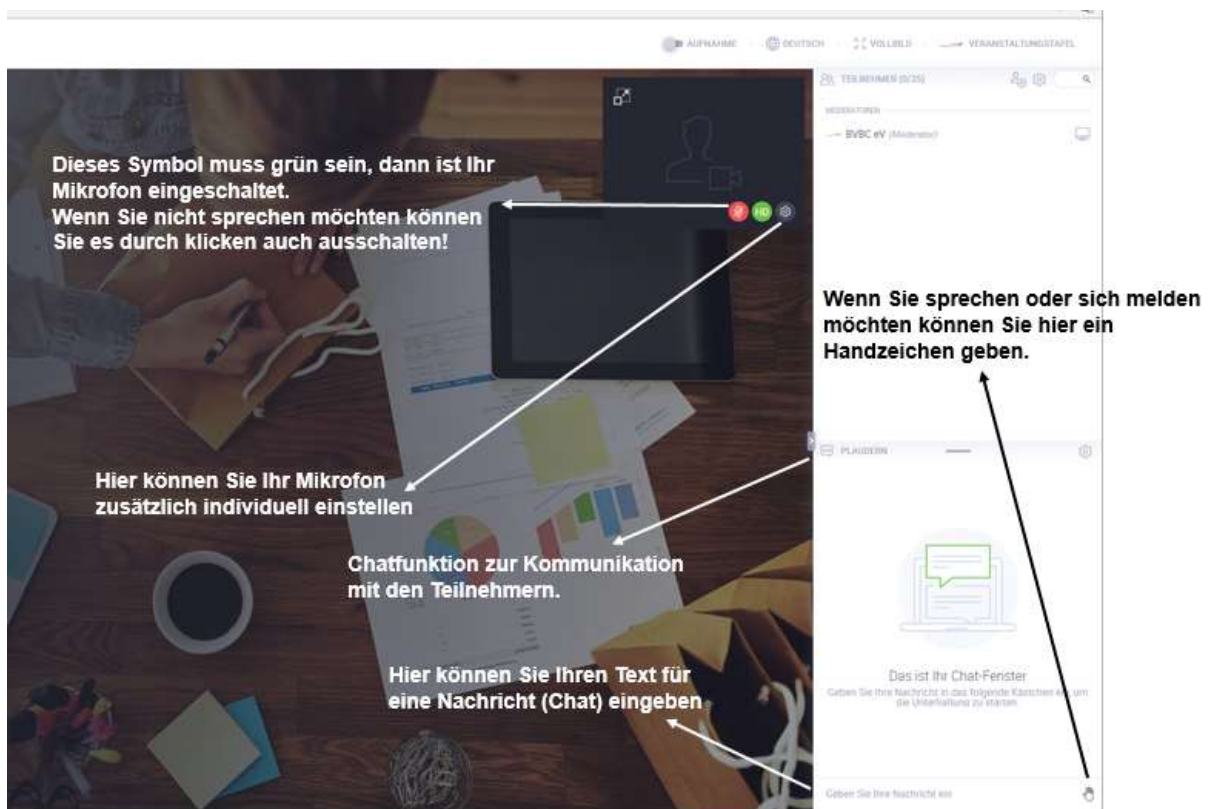 AUFNAHME
DEUTSCH
VOLLBILD
VERANSTALTUNGSTAFEL
TEILNEHMER (0/25)
MODERATOREN
BVBC eV (Moderator)
Dieses Symbol muss grün sein, dann ist Ihr
Mikrofon eingeschaltet.
Wenn Sie nicht sprechen möchten können
Sie es durch klicken auch ausschalten!
HD
Wenn Sie sprechen oder sich melden
möchten können Sie hier ein
Handzeichen geben.
PLAUDERN
Hier können Sie Ihr Mikrofon
zusätzlich individuell einstellen
Chatfunktion zur Kommunikation
mit den Teilnehmern.
Das ist Ihr Chat-Fenster
Geben Sie Ihre Nachricht in das folgende Kästchen ein, um
die Unterhaltung zu starten
Hier können Sie Ihren Text für
eine Nachricht (Chat) eingeben
Geben Sie Ihre Nachricht ein